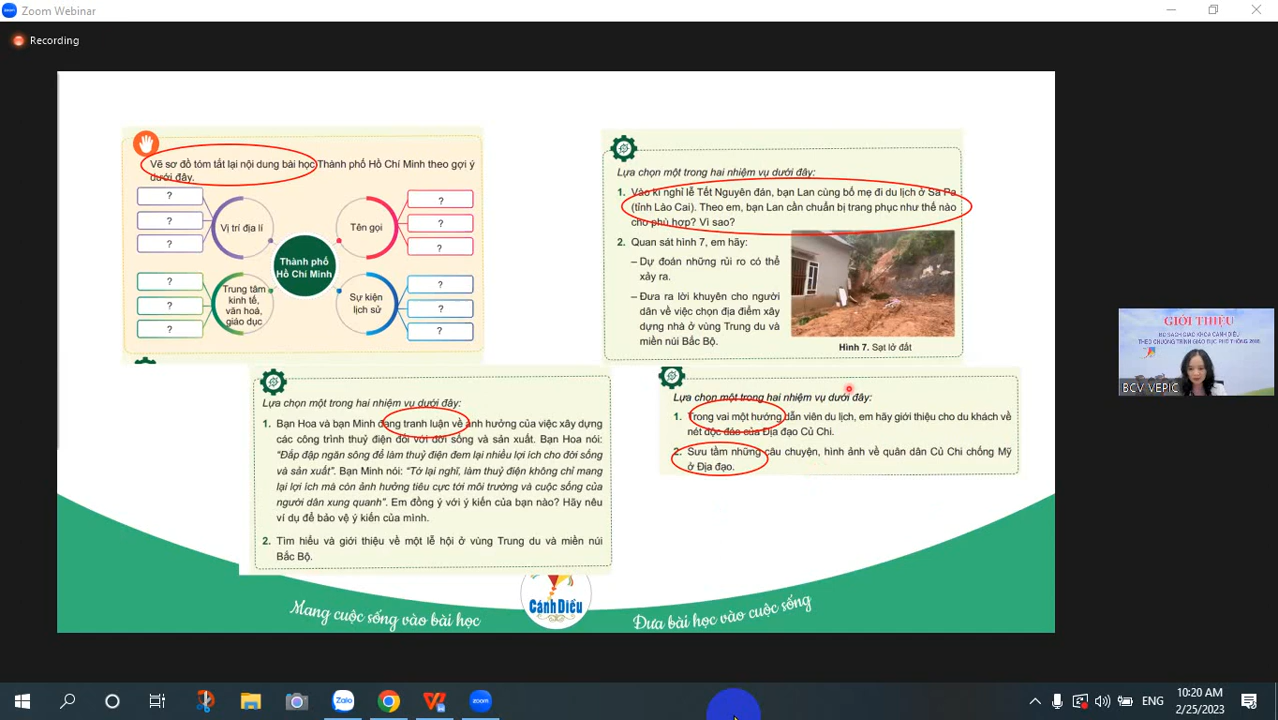 Zoom Webinar
Recording
Vẽ sơ đồ tóm tắt lại nội dung bài học Thành phố Hồ Chí Minh theo gợi ý
dưới đây.
?
?
?
Vị trí địa lí
Tên gọi
?
?
?
Thành phố
Hồ Chí Minh
?
?
?
Trung tâm
kinh tế,
văn hoá,
giáo dục
Sự kiện
lịch sử
?
?
?
Lựa chọn một trong hai nhiệm vụ dưới đây:
1. Vào kì nghỉ lễ Tết Nguyên đán, bạn Lan cùng bố mẹ đi du lịch ở Sa Pa
(tỉnh Lào Cai). Theo em, bạn Lan cần chuẩn bị trang phục như thế nào
cho phù hợp? Vì sao?
2. Quan sát hình 7, em hãy:
– Dự đoán những rủi ro có thể
xảy ra.
– Đưa ra lời khuyên cho người
dân về việc chọn địa điểm xây
dựng nhà ở vùng Trung du và
miền núi Bắc Bộ.
Hình 7. Sạt lở đất
Lựa chọn một trong hai nhiệm vụ dưới đây:
1. Bạn Hoa và bạn Minh đang tranh luận về ảnh hưởng của việc xây dựng
các công trình thuỷ điện đối với đời sống và sản xuất. Bạn Hoa nói:
“Đắp đập ngăn sông để làm thuỷ điện đem lại nhiều lợi ích cho đời sống
và sản xuất”. Bạn Minh nói: “Tớ lại nghĩ, làm thuỷ điện không chỉ mang
lại lợi ích mà còn ảnh hưởng tiêu cực tới môi trường và cuộc sống của
người dân xung quanh”. Em đồng ý với ý kiến của bạn nào? Hãy nêu
ví dụ để bảo vệ ý kiến của mình.
2. Tìm hiểu và giới thiệu về một lễ hội ở vùng Trung du và miền núi
Bắc Bộ.
Lựa chọn một trong hai nhiệm vụ dưới đây:
1. Trong vai một hướng dẫn viên du lịch, em hãy giới thiệu cho du khách về
nét độc đáo của Địa đạo Củ Chi.
2. Sưu tầm những câu chuyện, hình ảnh về quân dân Củ Chi chống Mỹ
ở Địa đạo.
Mang cuộc sống vào bài học
Cánh Diều
Đưa bài học vào cuộc sống
GIỚI THIỆU
BỘ SÁCH GIÁO KHOA CÁNH DIỀU
THEO CHƯƠNG TRÌNH GIÁO DỤC PHỔ THÔNG 2018
BCV VEPIC
Zalo
zoom
ENG
10:20 AM
2/25/2023